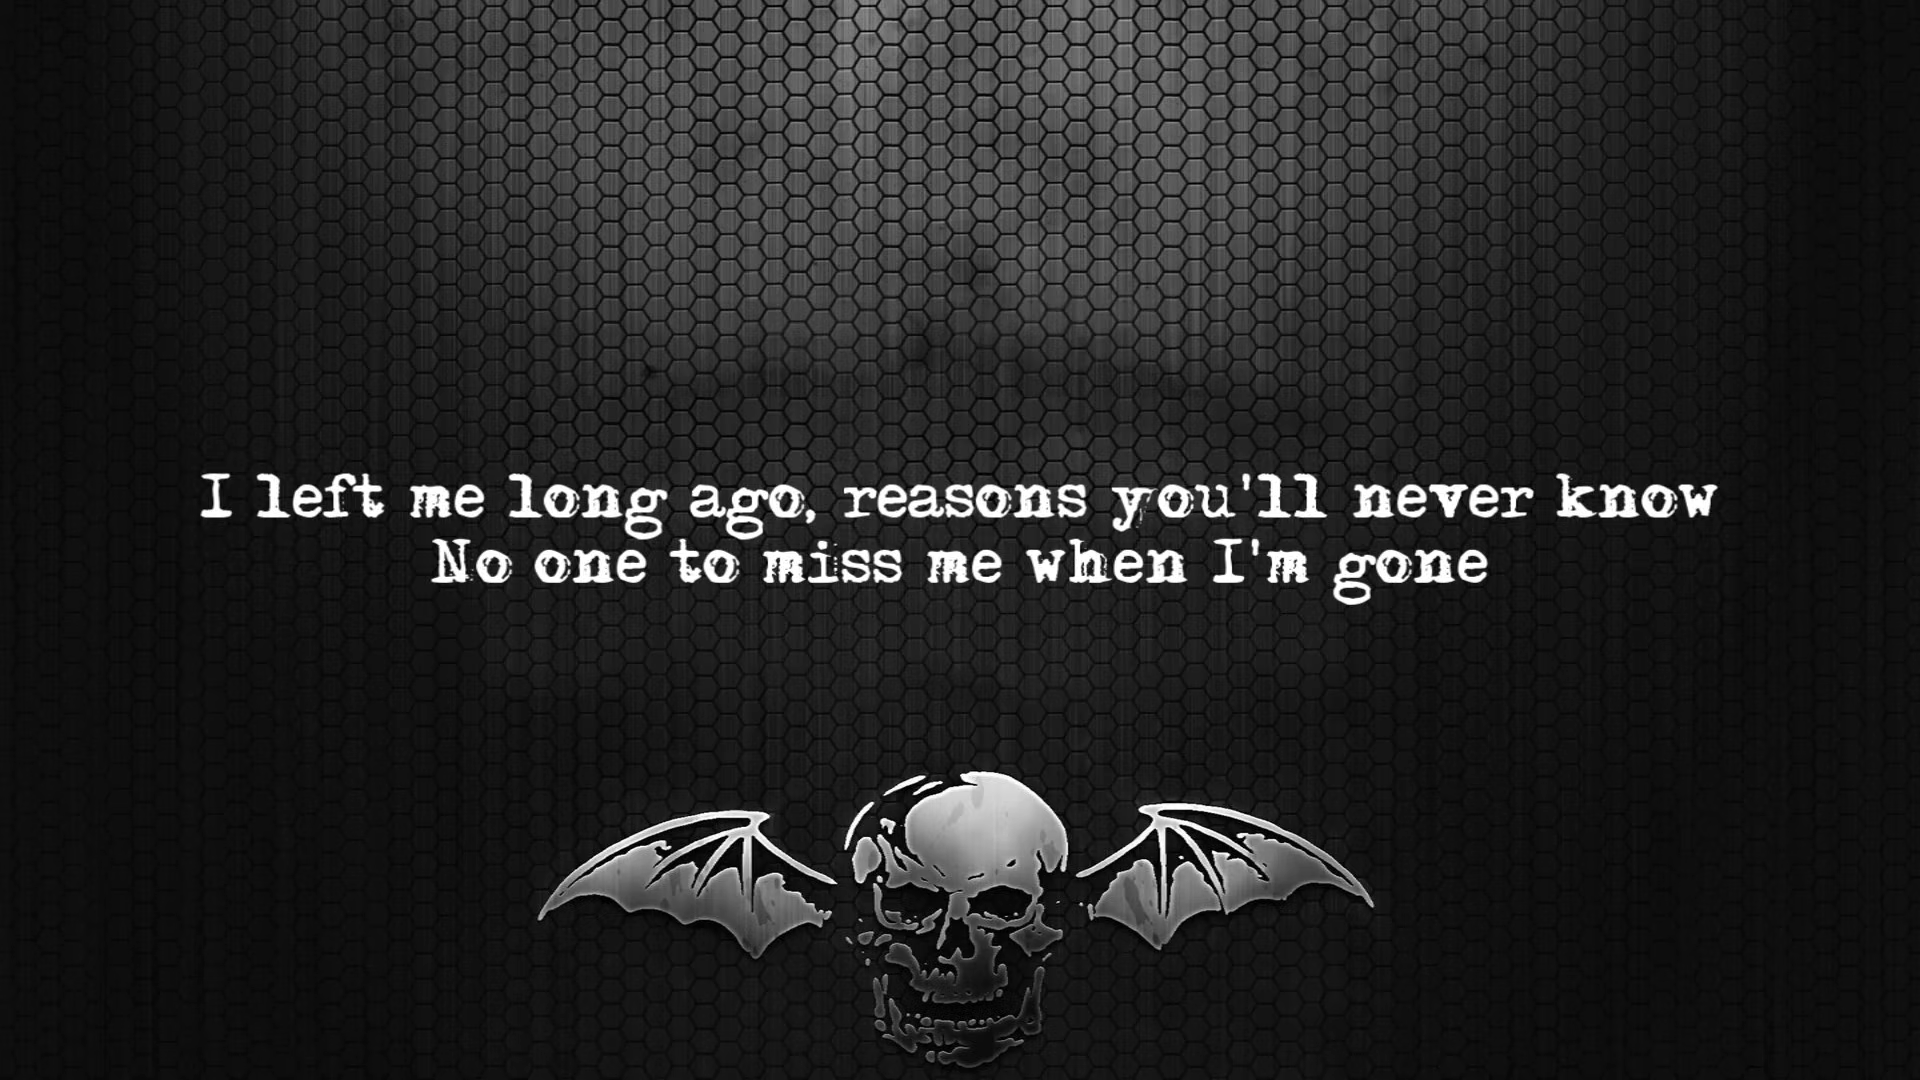 I left me long ago, reasons you'll never know
No one to miss me when I'm gone